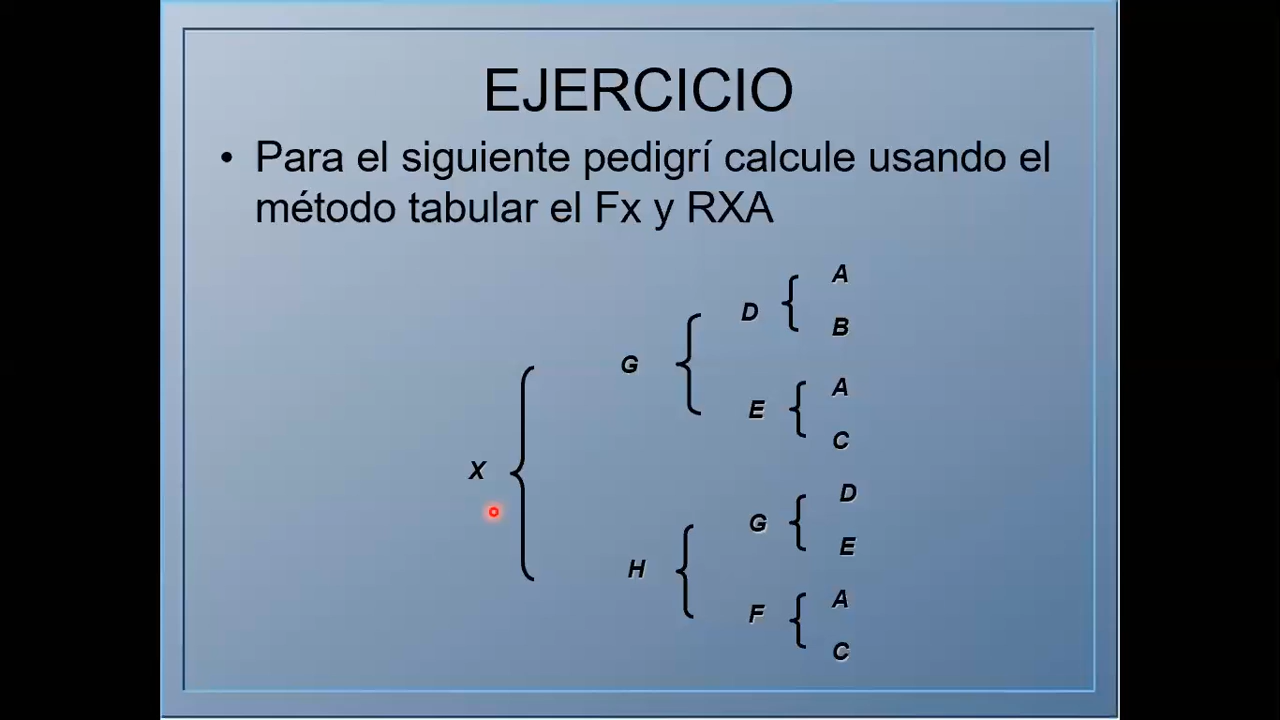 EJERCICIO
• Para el siguiente pedigrí calcule usando el
método tabular el Fx y RXA
A
D
B
G
A
E
C
X
D
G
E
H
A
F
C